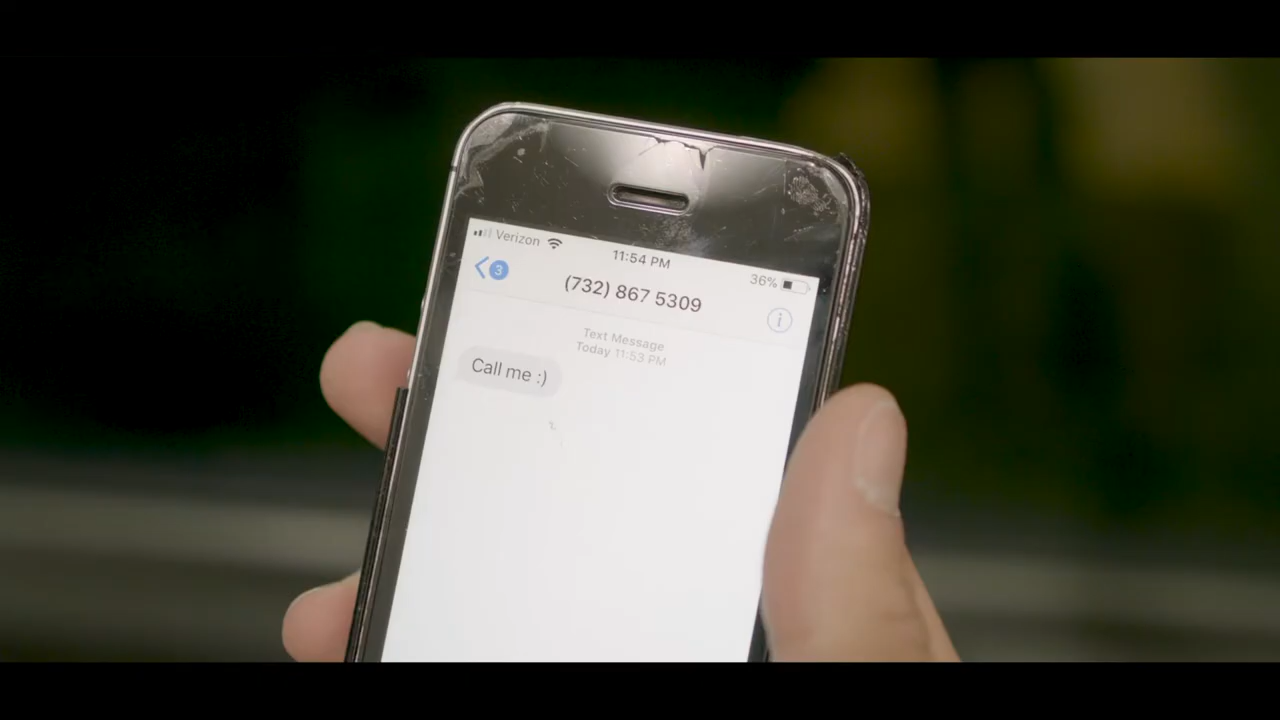 Verizon 11:54 PM 36%
3 (732) 867 5309 i
Text Message
Today 11:53 PM
Call me :)